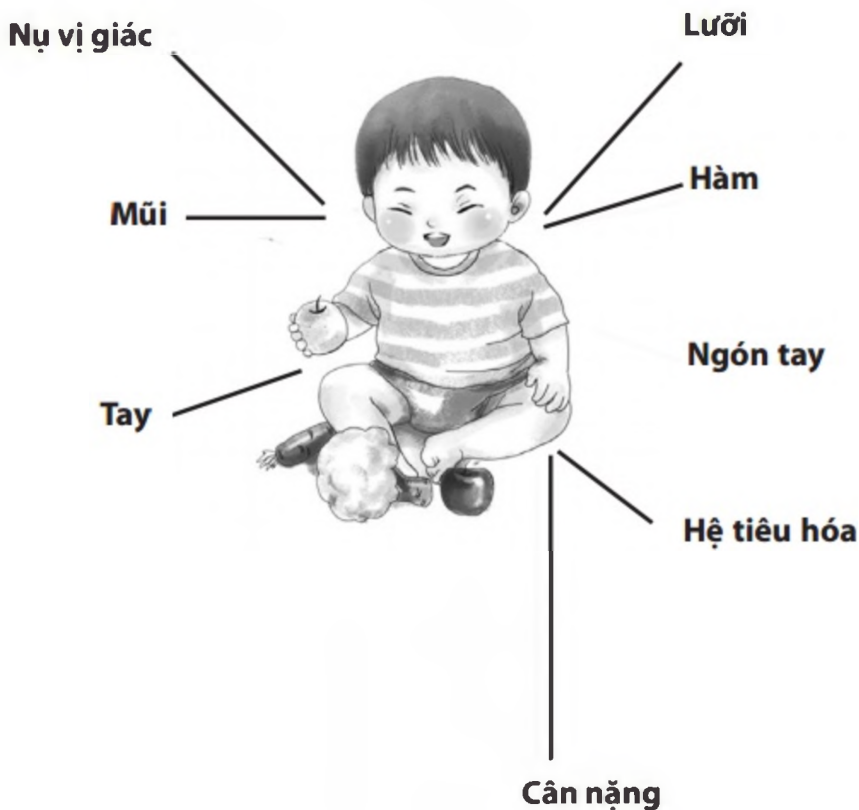 Nụ vị giác
Lưỡi
Mũi
Hàm
Ngón tay
Tay
Hệ tiêu hóa
Cân nặng